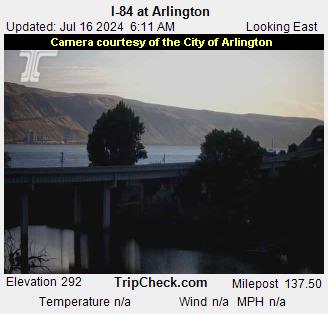 I-84 at Arlington
Updated: Jul 16 2024 6:11 AM Looking East
Camera courtesy of the City of Arlington
Elevation 292 TripCheck.com Milepost 137.50
Temperature n/a Wind n/a MPH n/a